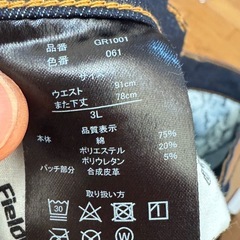 品番 GR1001
色番 061
サイズ
ウエスト 91cm
また下丈 78cm
3L
品質表示
本体 綿 75%
ポリエステル 20%
ポリウレタン 5%
パッチ部分 合成皮革
取り扱い方
30
Field